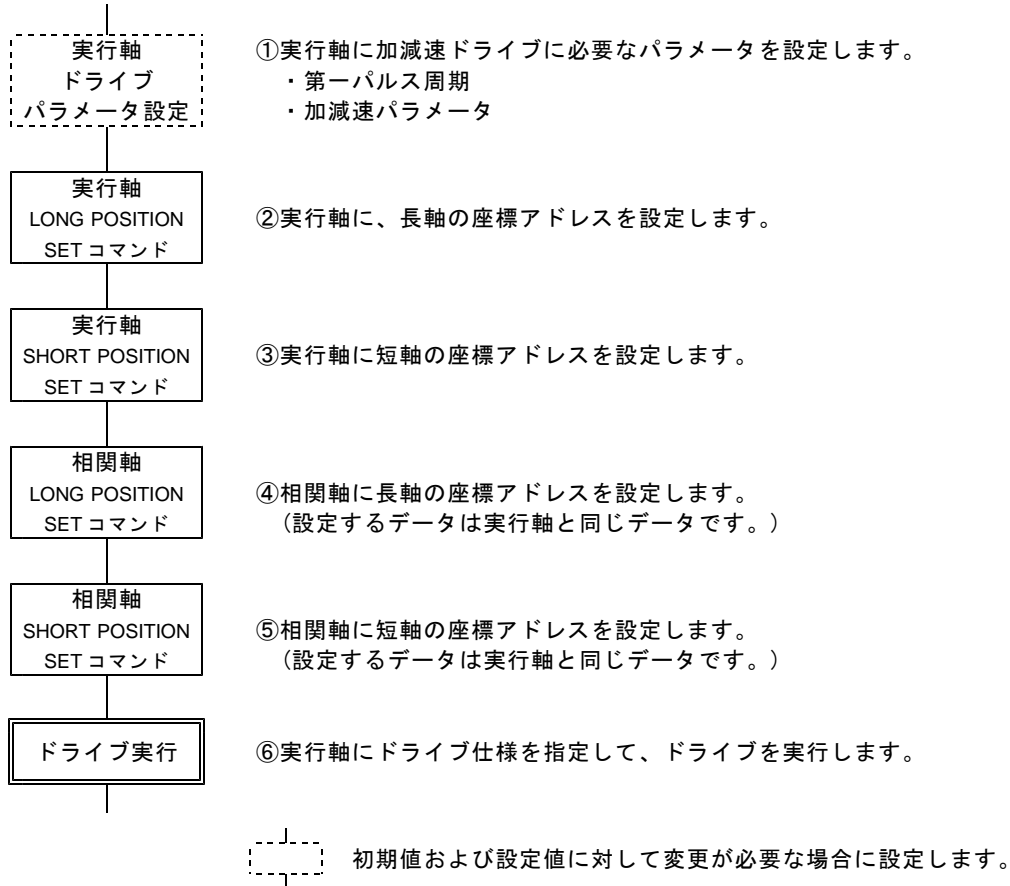 実行軸
ドライブ
パラメータ設定
①実行軸に加減速ドライブに必要なパラメータを設定します。
・第一パルス周期
・加減速パラメータ
実行軸
LONG POSITION
SET コマンド
②実行軸に、長軸の座標アドレスを設定します。
実行軸
SHORT POSITION
SET コマンド
③実行軸に短軸の座標アドレスを設定します。
相関軸
LONG POSITION
SET コマンド
④相関軸に長軸の座標アドレスを設定します。
（設定するデータは実行軸と同じデータです。）
相関軸
SHORT POSITION
SET コマンド
⑤相関軸に短軸の座標アドレスを設定します。
（設定するデータは実行軸と同じデータです。）
ドライブ実行
⑥実行軸にドライブ仕様を指定して、ドライブを実行します。
初期値および設定値に対して変更が必要な場合に設定します。